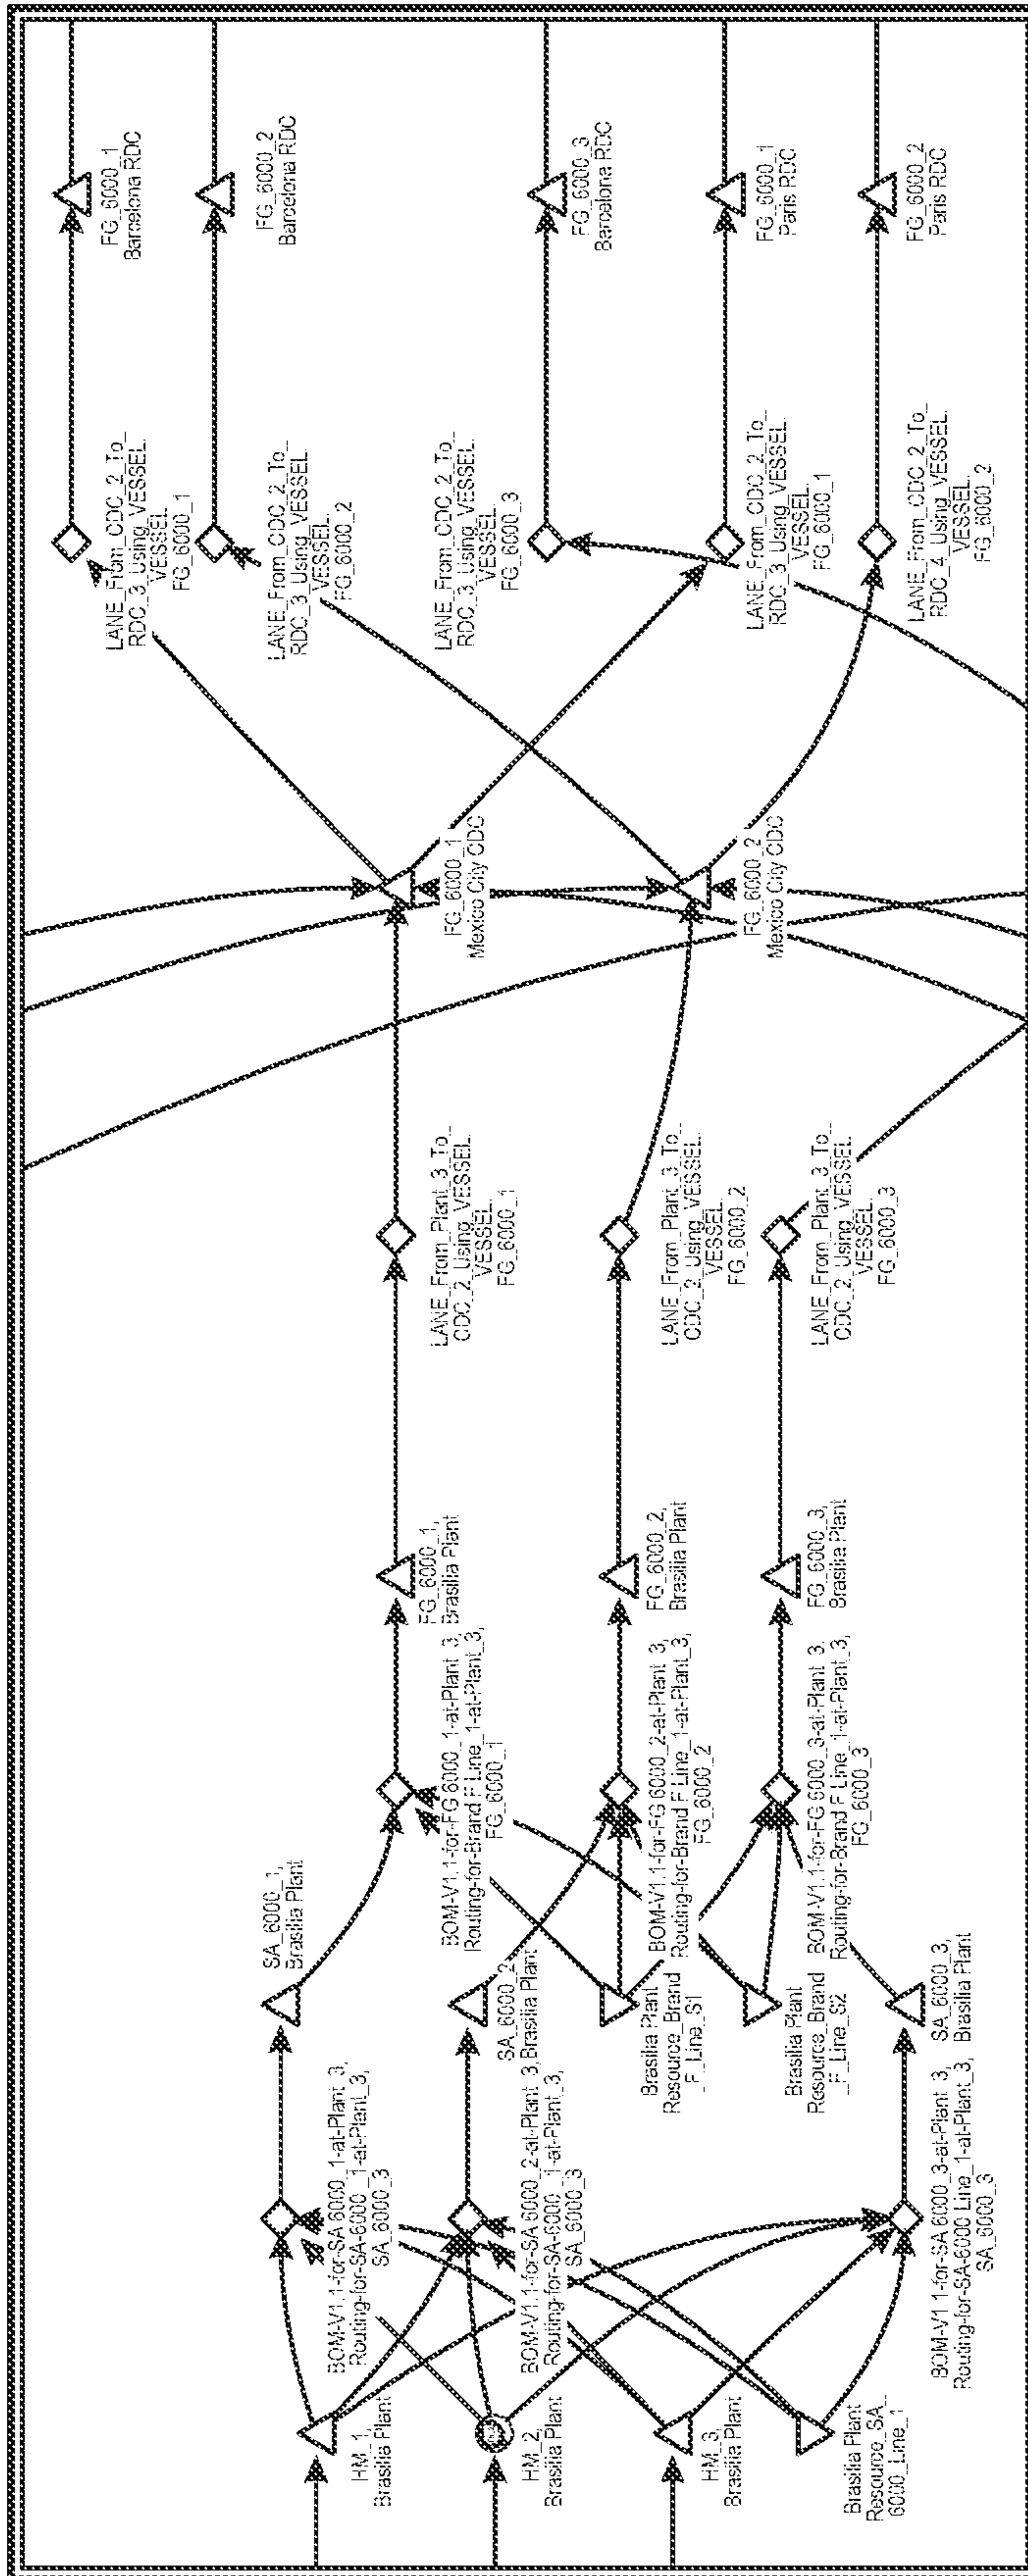 RM_1,
Brasilia Plant
RM_2,
Brasilia Plant
RM_3,
Brasilia Plant
Brasilia Plant
Resource_SA_
6000_Line_1
BOM-V1.1-for-SA 6000_1-at-Plant_3,
Routing-for-SA-6000_1-at-Plant_3,
SA_6000_3
BOM-V1.1-for-SA 6000_2-at-Plant_3,
Routing-for-SA-6000_1-at-Plant_3,
SA_6000_3
BOM-V1.1-for-SA 6000_3-at-Plant_3,
Routing-for-SA-6000 Line_1-at-Plant_3,
SA_6000_3
SA_6000_1,
Brasilia Plant
SA_6000_2,
Brasilia Plant
Brasilia Plant
Resource_Brand
_F_Line_S1
Brasilia Plant
Resource_Brand
_F_Line_S2
SA_6000_3,
Brasilia Plant
BOM-V1.1-for-FG 6000_1-at-Plant_3,
Routing-for-Brand F Line_1-at-Plant_3,
FG_6000_1
BOM-V1.1-for-FG 6000_2-at-Plant_3,
Routing-for-Brand F Line_1-at-Plant_3,
FG_6000_2
BOM-V1.1-for-FG 6000_3-at-Plant_3,
Routing-for-Brand F Line_1-at-Plant_3,
FG_6000_3
FG_6000_1,
Brasilia Plant
FG_6000_2,
Brasilia Plant
FG_6000_3,
Brasilia Plant
LANE_From_Plant_3_To_
CDC_2_Using_VESSEL.
VESSEL.
FG_6000_1
LANE_From_Plant_3_To_
CDC_2_Using_VESSEL.
VESSEL.
FG_6000_2
LANE_From_Plant_3_To_
CDC_2_Using_VESSEL.
VESSEL.
FG_6000_3
FG_6000_1
Mexico City CDC
FG_6000_2
Mexico City CDC
LANE_From_CDC_2_To_
RDC_3_Using_VESSEL.
VESSEL
FG_6000_1
LANE_From_CDC_2_To_
RDC_3_Using_VESSEL.
VESSEL.
FG_6000_2
LANE_From_CDC_2_To_
RDC_3_Using_VESSEL.
VESSEL.
FG_6000_3
LANE_From_CDC_2_To_
RDC_3_Using_VESSEL.
VESSEL.
FG_6000_1
LANE_From_CDC_2_To_
RDC_4_Using_VESSEL.
VESSEL.
FG_6000_2
FG_6000_1
Barcelona RDC
FG_6000_2
Barcelona RDC
FG_6000_3
Barcelona RDC
FG_6000_1
Paris RDC
FG_6000_2
Paris RDC